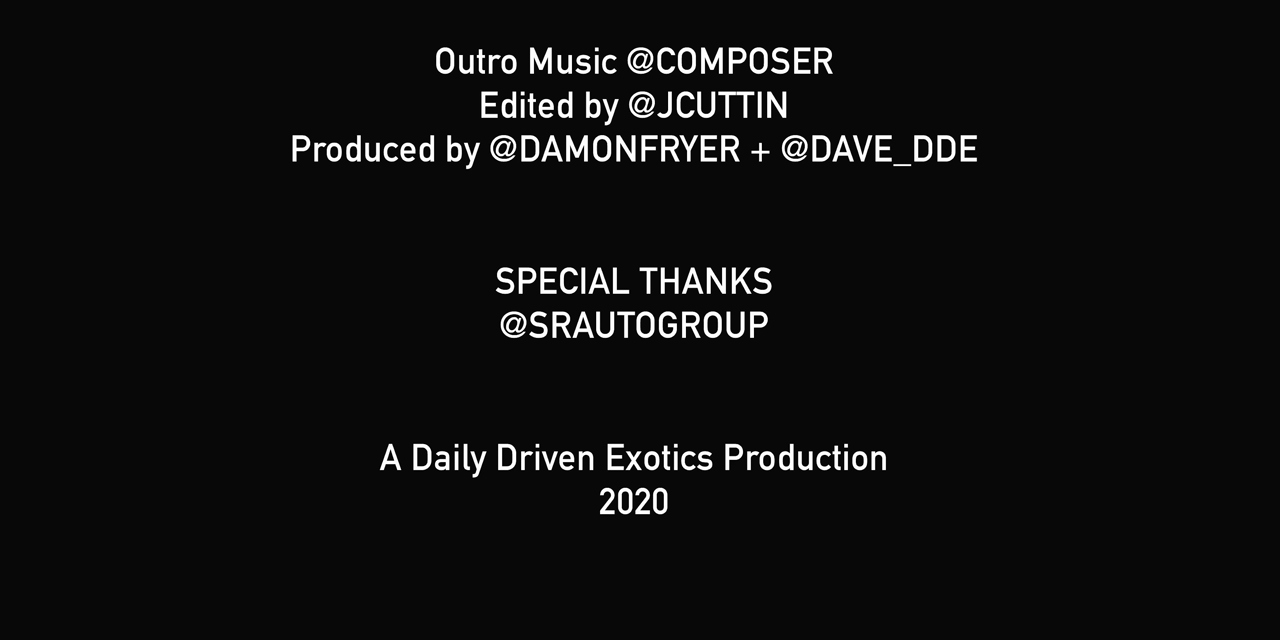 Outro Music @COMPOSER
Edited by @JCUTTIN
Produced by @DAMONFRYER + @DAVE_DDE
SPECIAL THANKS
@SRAUTOGROUP
A Daily Driven Exotics Production
2020